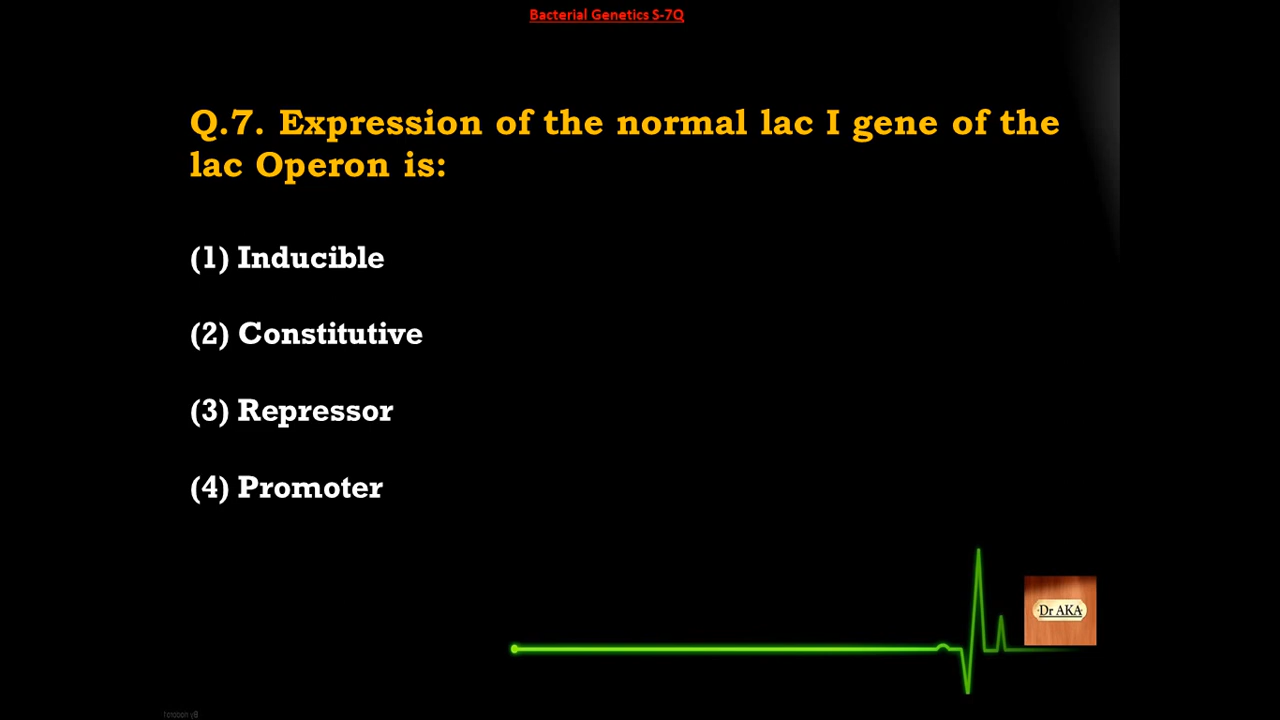 Bacterial Genetics S-7Q
Q.7. Expression of the normal lac I gene of the
lac Operon is:
(1) Inducible
(2) Constitutive
(3) Repressor
(4) Promoter
Dr AKA